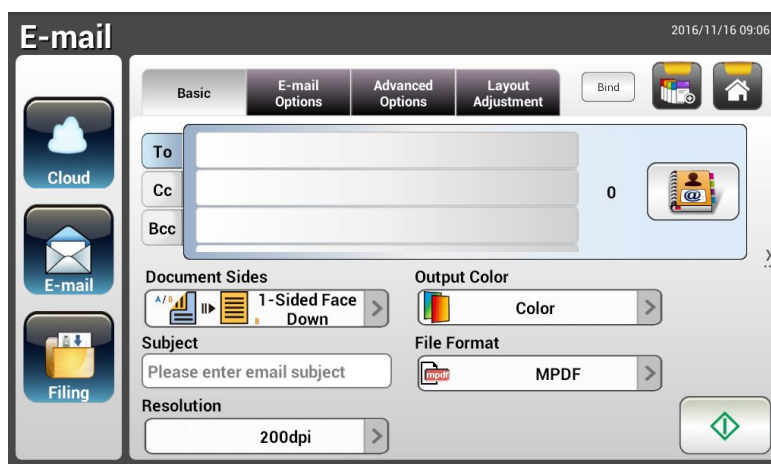 E-mail
2016/11/16 09:06
Basic
E-mail
Options
Advanced
Options
Layout
Adjustment
Bind
Cloud
E-mail
Filing
To
Cc
Bcc
0
@
Document Sides
A/B
1-Sided Face
Down
B
Output Color
Color
Subject
Please enter email subject
File Format
mpdf
MPDF
Resolution
200dpi